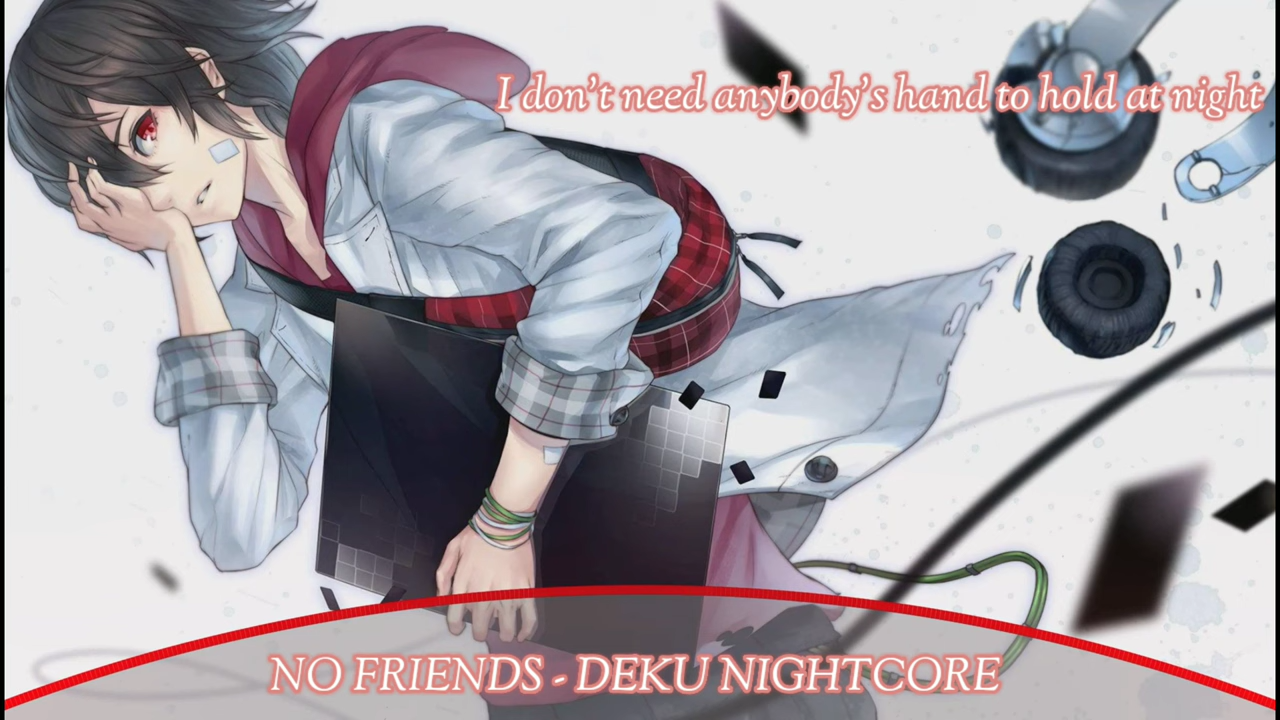 I don't need anybody's hand to hold at night
NO FRIENDS - DEKU NIGHTCORE